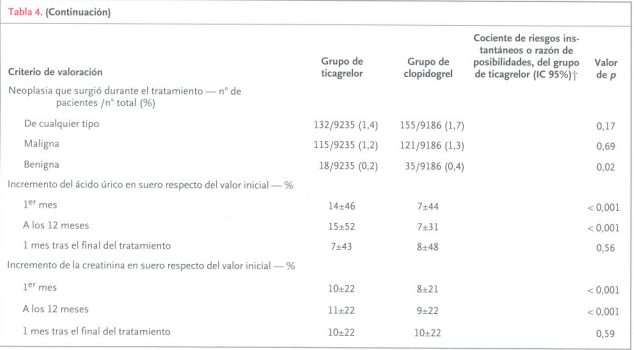 Tabla 4. (Continuación)
Criterio de valoración Grupo de ticagrelor Grupo de clopidogrel Cociente de riesgos instantáneos o razón de posibilidades, del grupo de ticagrelor (IC 95%)† Valor de p
Neoplasia que surgió durante el tratamiento — n° de
pacientes /n° total (%)
De cualquier tipo 132/9235 (1,4) 155/9186 (1,7) 0,17
Maligna 115/9235 (1,2) 121/9186 (1,3) 0,69
Benigna 18/9235 (0,2) 35/9186 (0,4) 0,02
Incremento del ácido úrico en suero respecto del valor inicial — %
1er mes 14±46 7±44 < 0,001
A los 12 meses 15±52 7±31 < 0,001
1 mes tras el final del tratamiento 7±43 8±48 0,56
Incremento de la creatinina en suero respecto del valor inicial — %
1er mes 10±22 8±21 < 0,001
A los 12 meses 11±22 9±22 < 0,001
1 mes tras el final del tratamiento 10±22 10±22 0,59